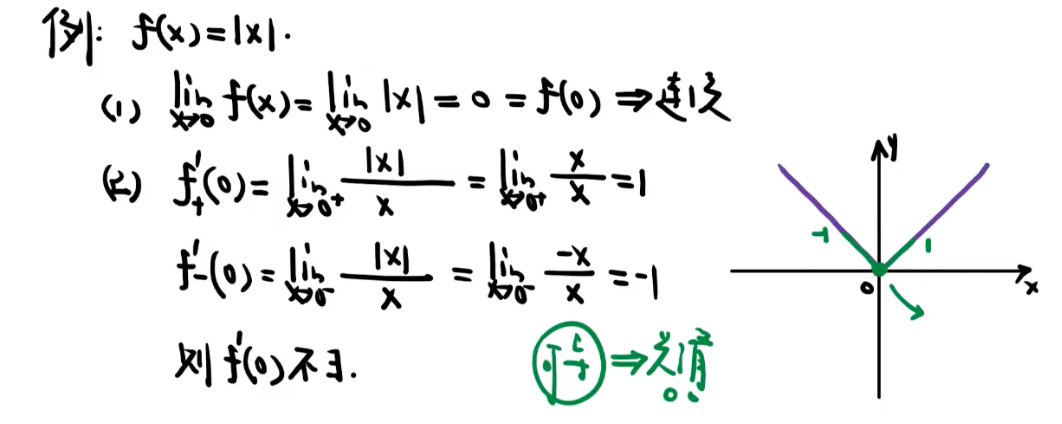 例: f(x)=|x|.
(1) lim_{x→0} f(x)= lim_{x→0} |x| = 0 = f(0) ⇒连续
(2) f'₊(0)= lim_{x→0⁺} |x|/x = lim_{x→0⁺} x/x =1
f'₋(0)= lim_{x→0⁻} |x|/x = lim_{x→0⁻} -x/x =-1
则 f'(0)不∃.
可导⇒光滑
y
-1 1
0 x